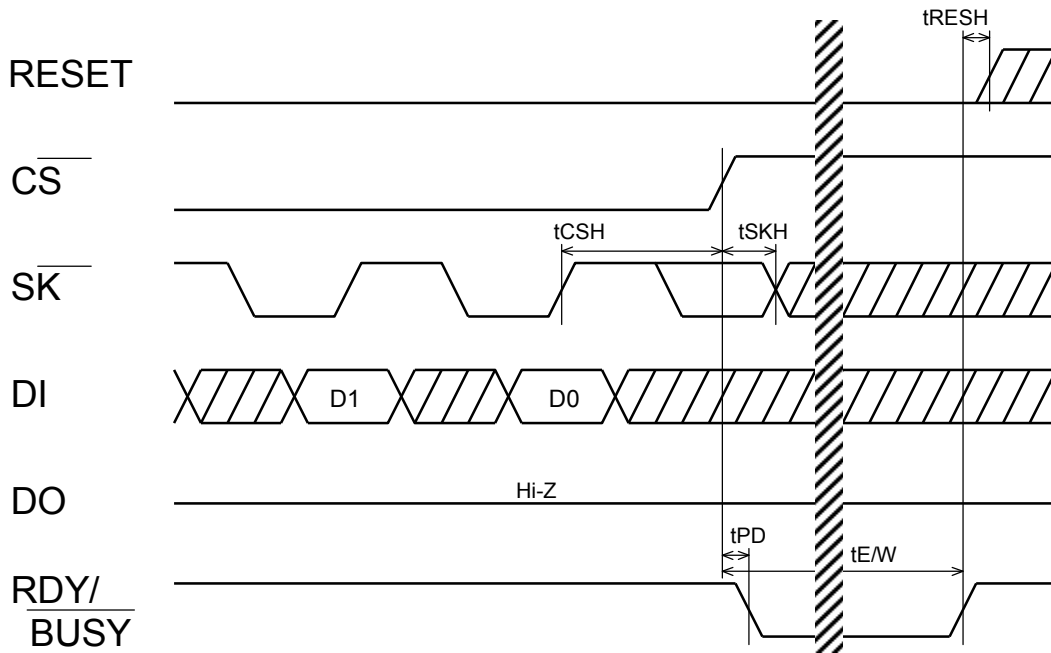 tRESH
RESET
CS
tCSH
tSKH
SK
DI
D1
D0
DO
Hi-Z
tPD
tE/W
RDY/
BUSY